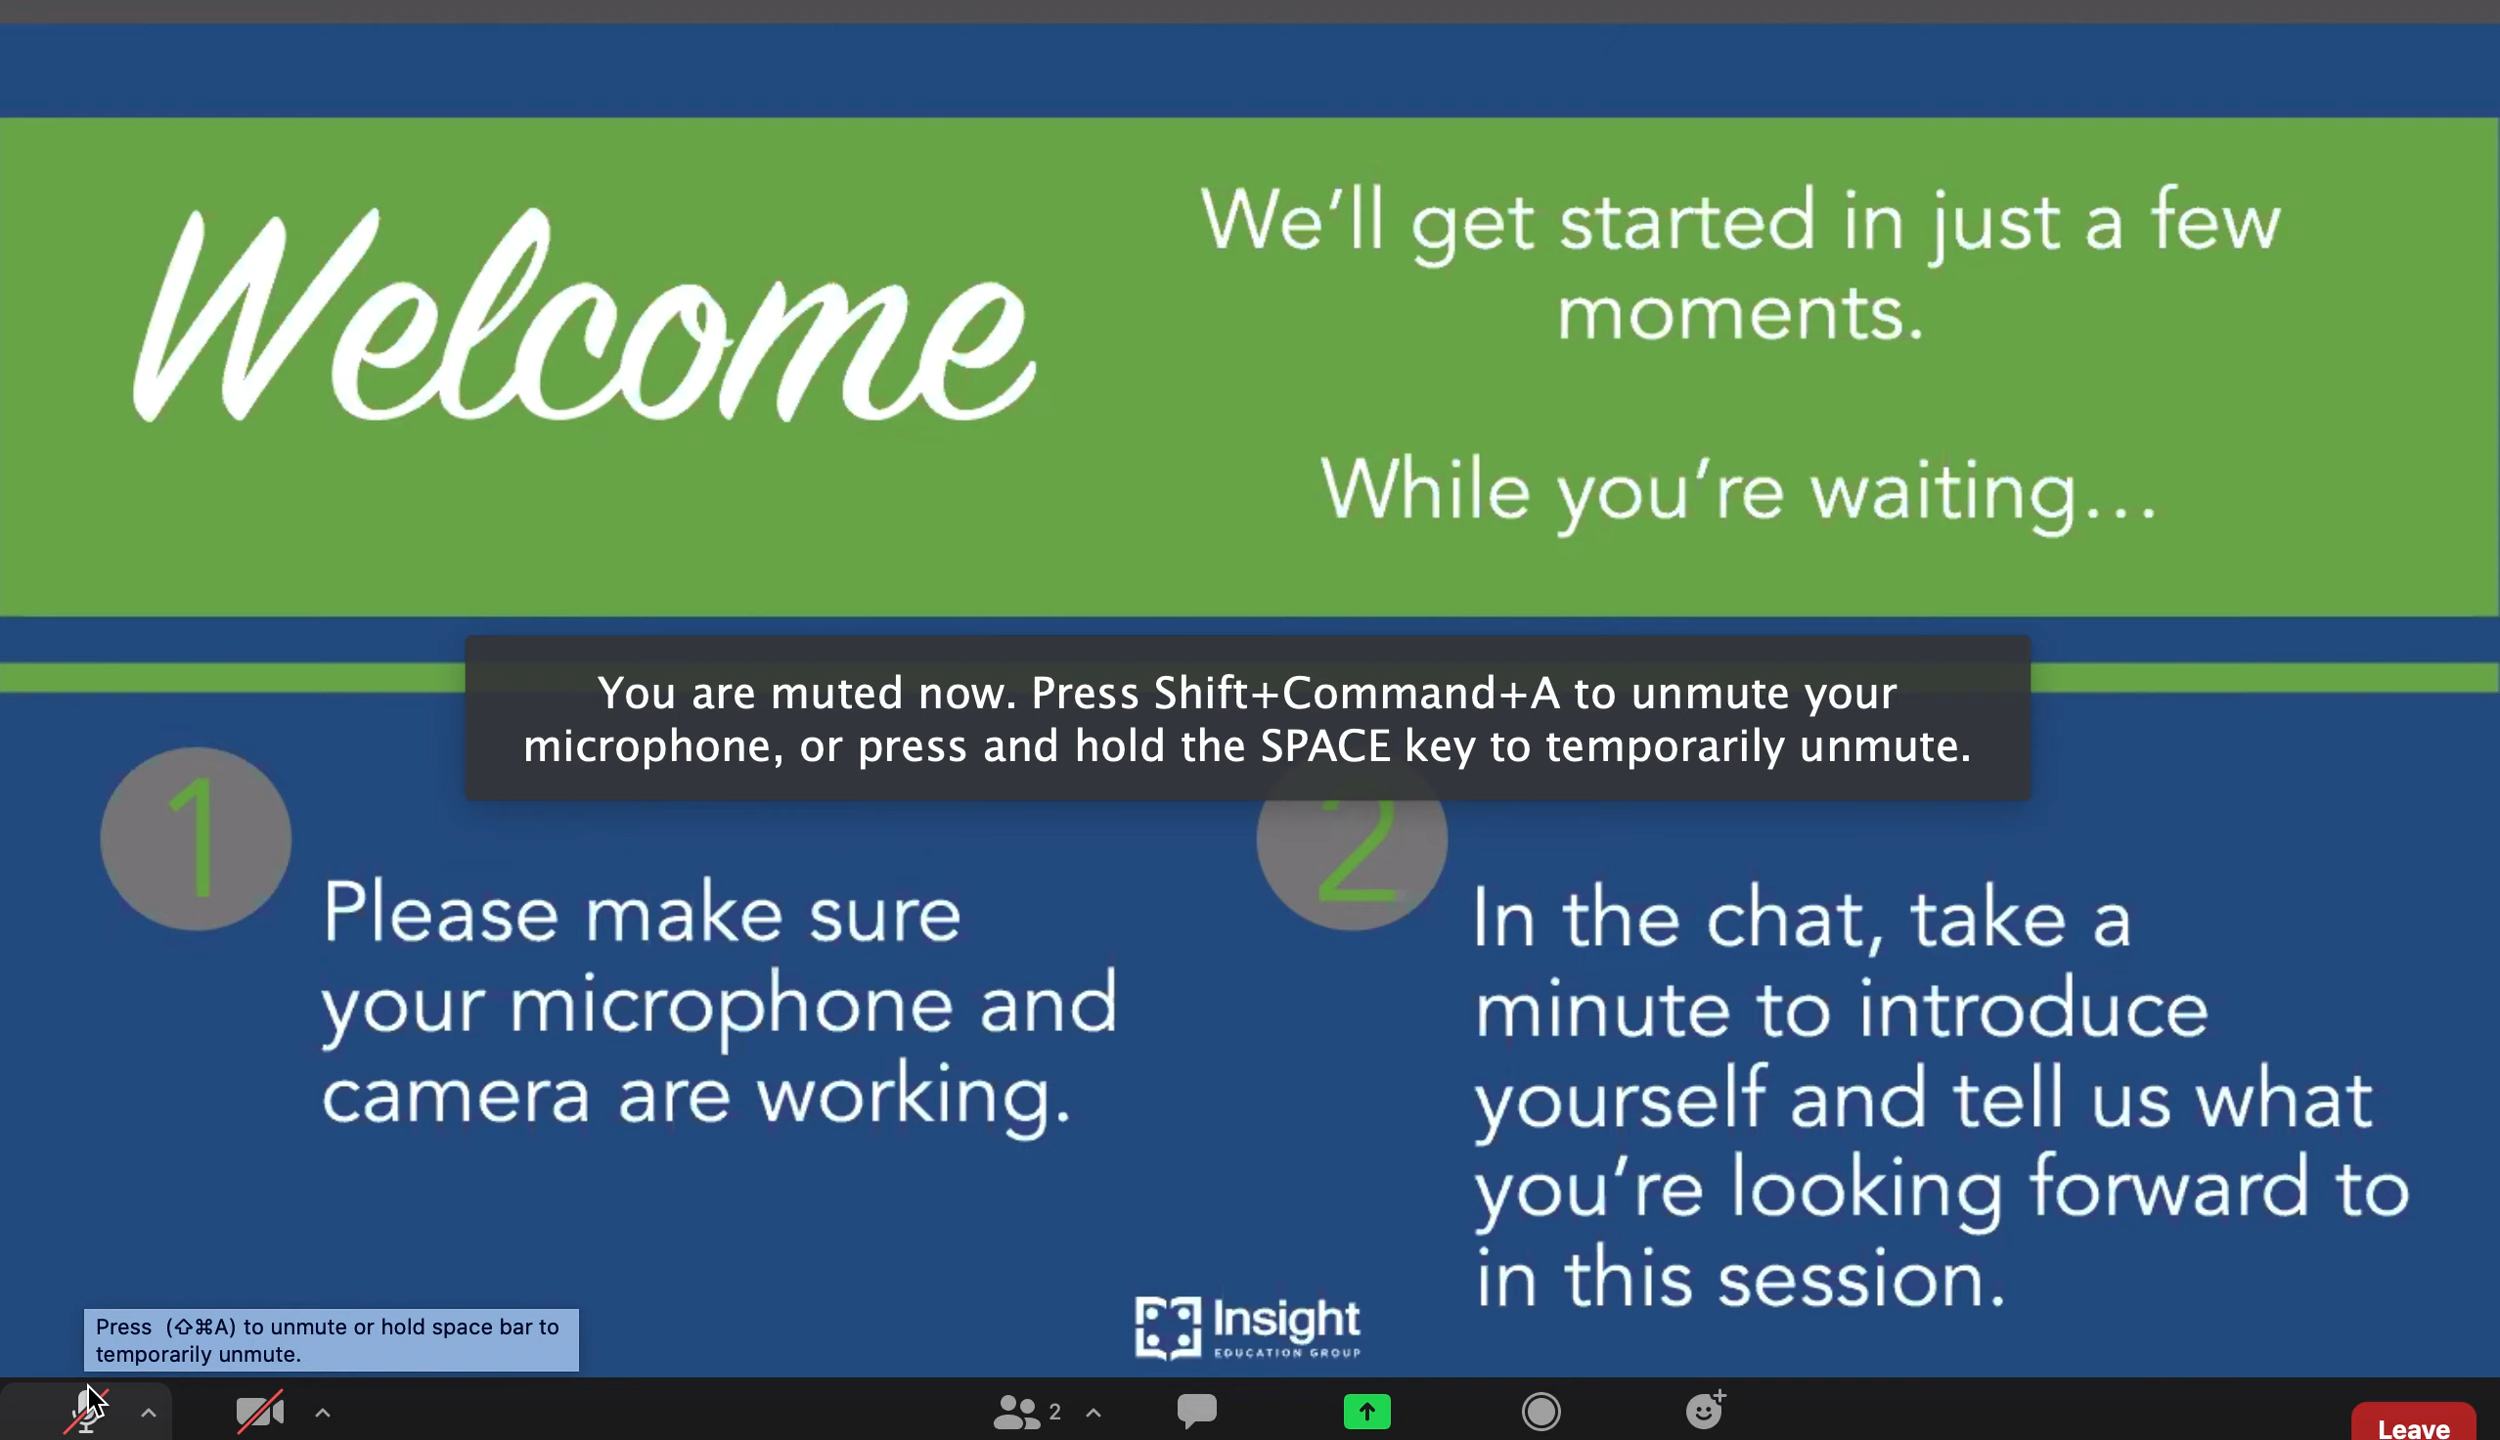 Welcome
We’ll get started in just a few
moments.
While you’re waiting...
You are muted now. Press Shift+Command+A to unmute your
microphone, or press and hold the SPACE key to temporarily unmute.
1
Please make sure
your microphone and
camera are working.
2
In the chat, take a
minute to introduce
yourself and tell us what
you’re looking forward to
in this session.
Insight
EDUCATION GROUP
Press (⇧⌘A) to unmute or hold space bar to
temporarily unmute.
2
Leave